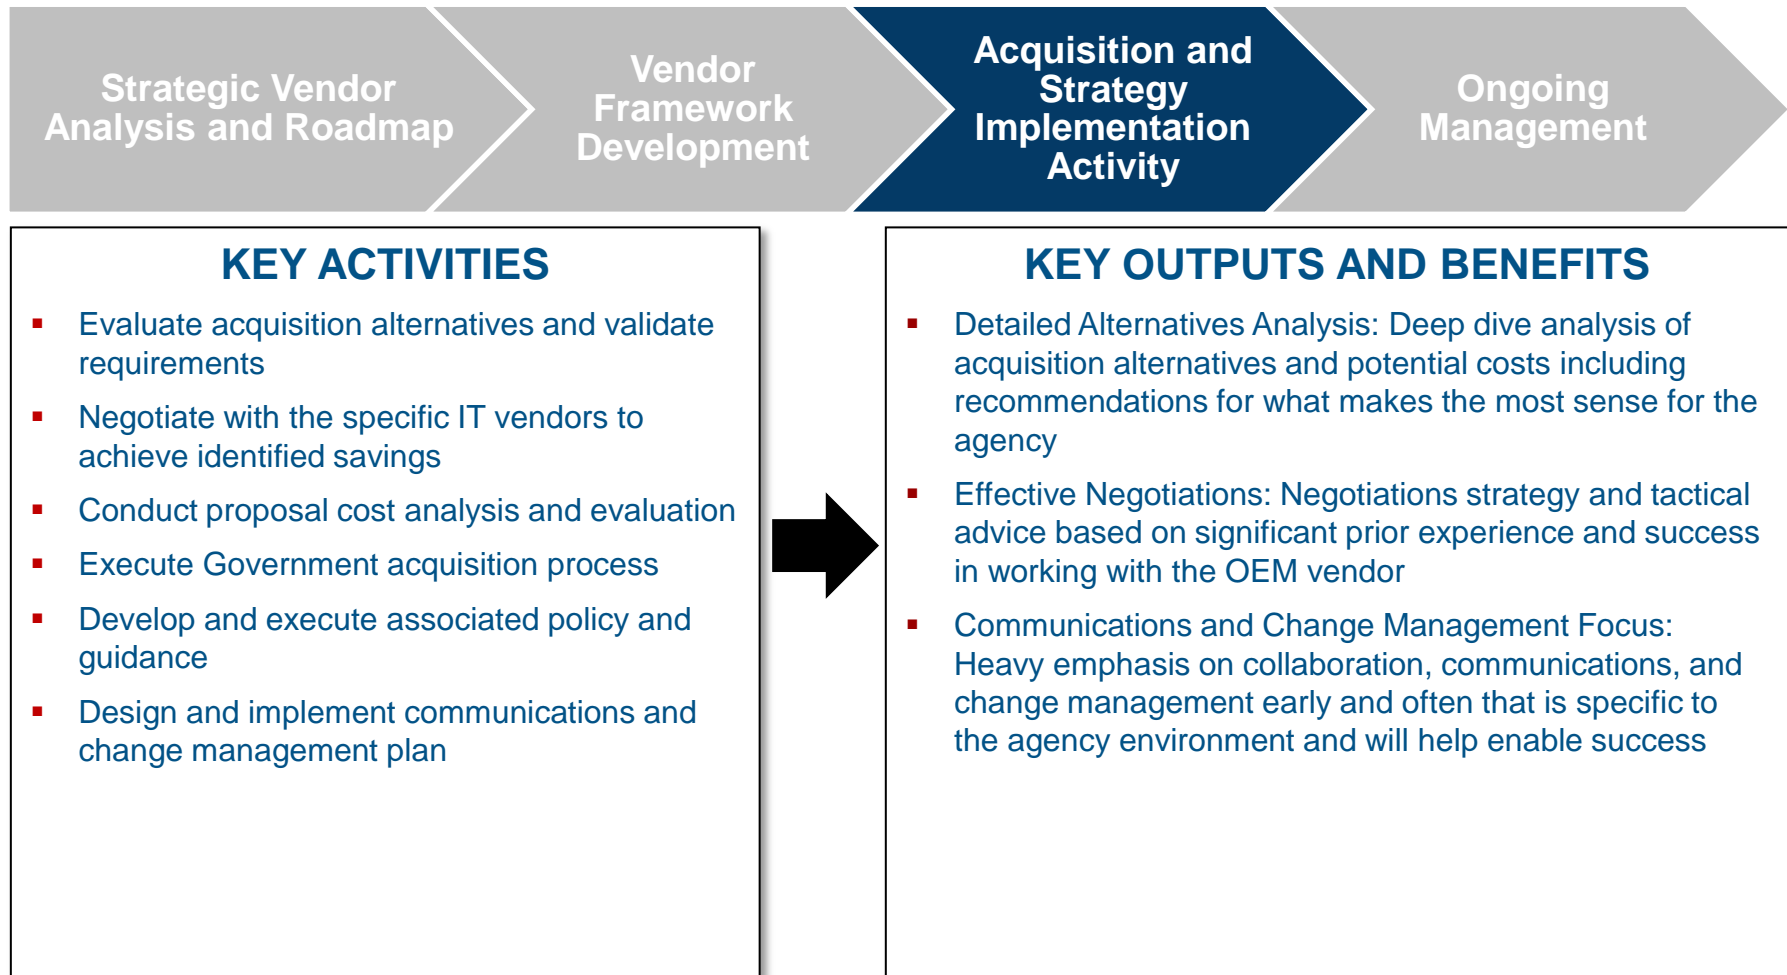 Strategic Vendor
Analysis and Roadmap
Vendor
Framework
Development
Acquisition and
Strategy
Implementation
Activity
Ongoing
Management
KEY ACTIVITIES
▪ Evaluate acquisition alternatives and validate
requirements
▪ Negotiate with the specific IT vendors to
achieve identified savings
▪ Conduct proposal cost analysis and evaluation
▪ Execute Government acquisition process
▪ Develop and execute associated policy and
guidance
▪ Design and implement communications and
change management plan
KEY OUTPUTS AND BENEFITS
▪ Detailed Alternatives Analysis: Deep dive analysis of
acquisition alternatives and potential costs including
recommendations for what makes the most sense for the
agency
▪ Effective Negotiations: Negotiations strategy and tactical
advice based on significant prior experience and success
in working with the OEM vendor
▪ Communications and Change Management Focus:
Heavy emphasis on collaboration, communications, and
change management early and often that is specific to
the agency environment and will help enable success